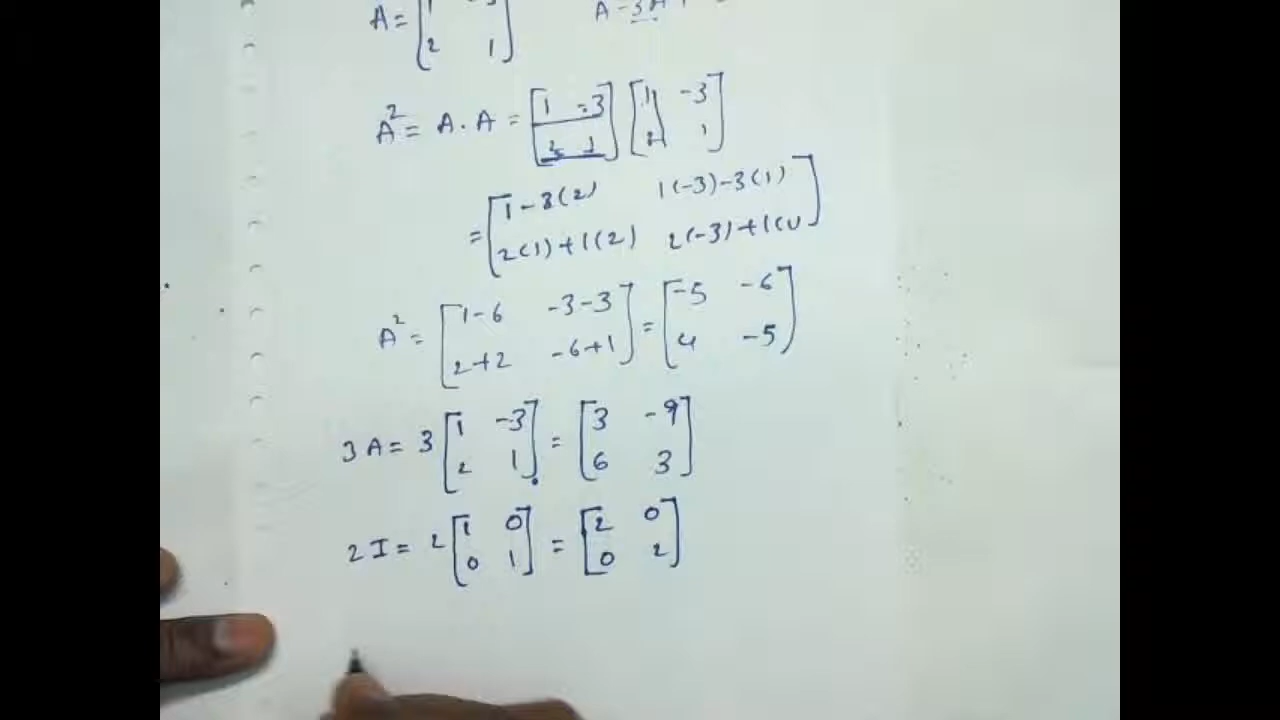 A = [1 -3
2 1] A - 3A
A² = A . A = [1 -3] [1 -3]
[2 1] [2 1]
= [1-3(2) 1(-3)-3(1)]
[2(1)+1(2) 2(-3)+1(1)]
A² = [1-6 -3-3] = [-5 -6]
[2+2 -6+1] [4 -5]
3A = 3 [1 -3] = [3 -9]
[2 1] [6 3]
2I = 2 [1 0] = [2 0]
[0 1] [0 2]